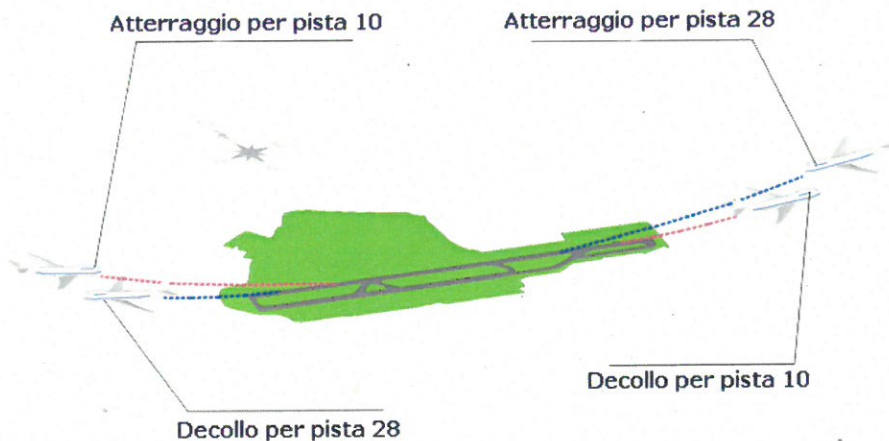 Atterraggio per pista 10
Atterraggio per pista 28
Decollo per pista 10
Decollo per pista 28